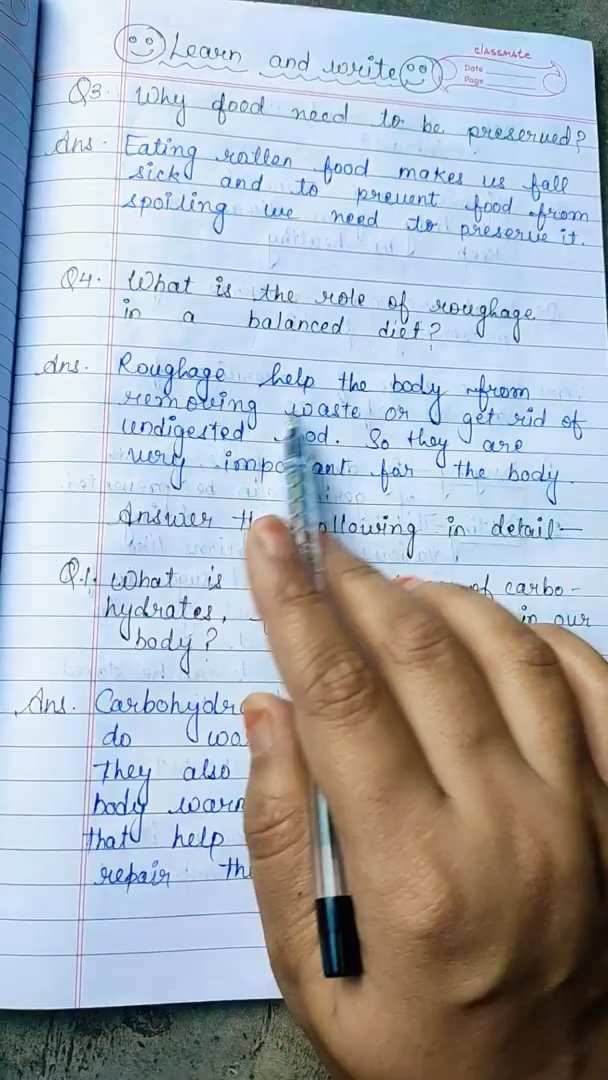 Learn and write
classmate
Date
Page
Q3. Why food need to be preserved?
Ans. Eating rotten food makes us fall
sick and to prevent food from
spoiling we need to preserve it.
Q4. What is the role of roughage
in a balanced diet?
Ans. Roughage help the body from
removing waste or get rid of
undigested food. So they are
very important for the body.
Answer the following in detail-
Q.1. What is of carbo-
hydrates, in our
body?
Ans.
do
They also
body warm
that help
repair